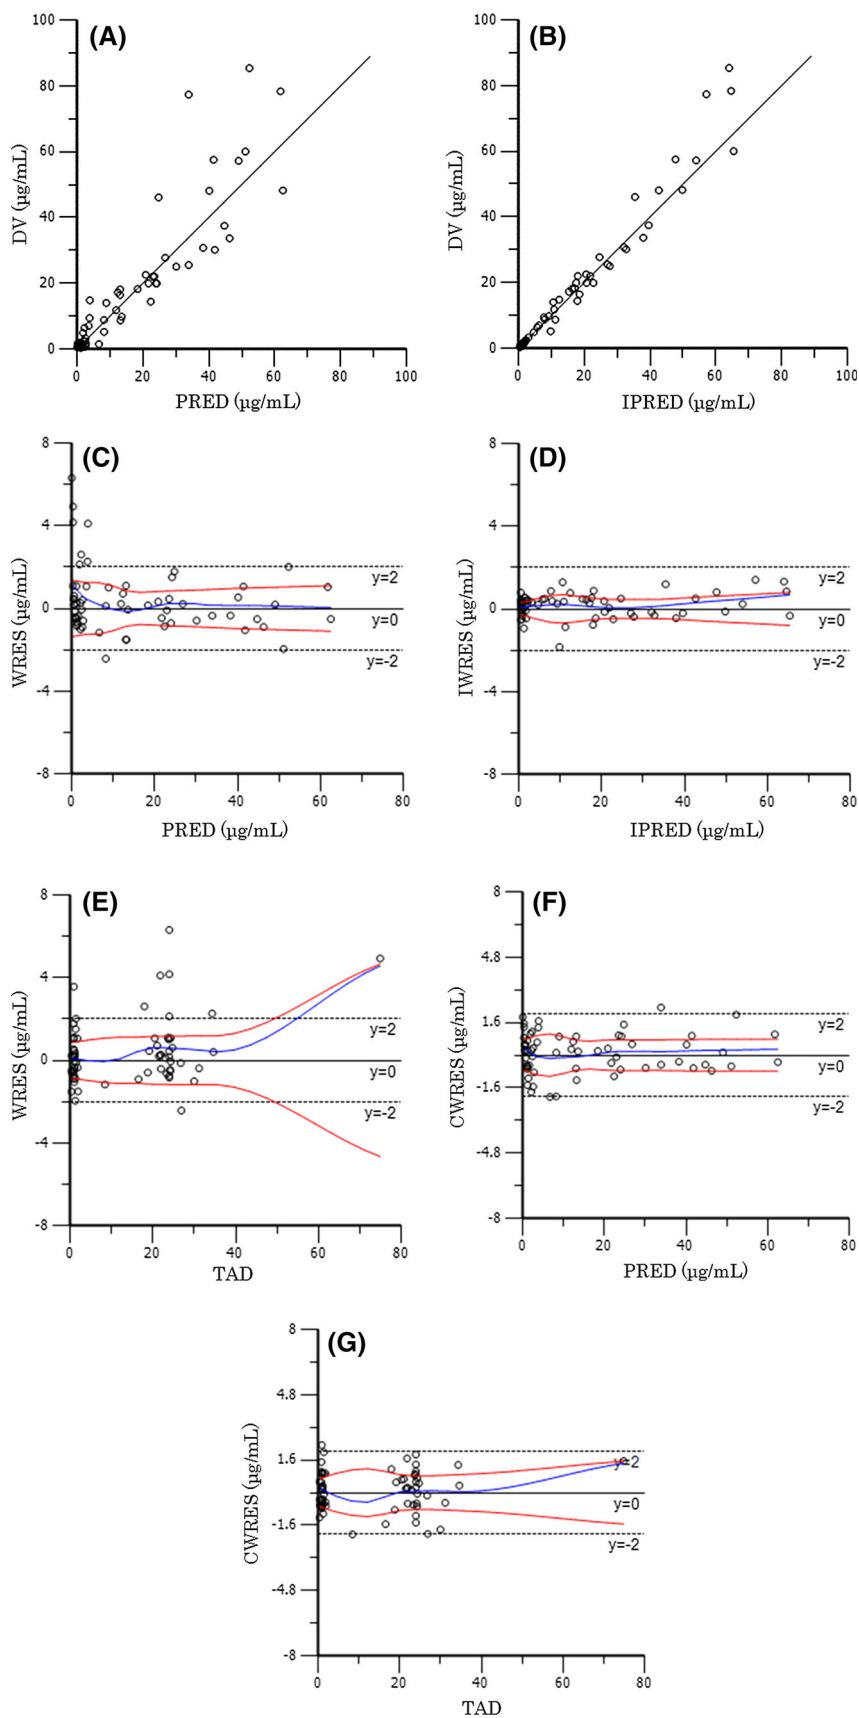 (A)
100
80
60
40
20
0
DV (µg/mL)
0 20 40 60 80 100
PRED (µg/mL)
(B)
100
80
60
40
20
0
DV (µg/mL)
0 20 40 60 80 100
IPRED (µg/mL)
(C)
8
4
0
-4
-8
WRES (µg/mL)
y=2
y=0
y=-2
0 20 40 60 80
PRED (µg/mL)
(D)
8
4
0
-4
-8
IWRES (µg/mL)
y=2
y=0
y=-2
0 20 40 60 80
IPRED (µg/mL)
(E)
8
4
0
-4
-8
WRES (µg/mL)
y=2
y=0
y=-2
0 20 40 60 80
TAD
(F)
8
4.8
1.6
-1.6
-4.8
-8
CWRES (µg/mL)
y=2
y=0
y=-2
0 20 40 60 80
PRED (µg/mL)
(G)
8
4.8
1.6
-1.6
-4.8
-8
CWRES (µg/mL)
y=2
y=0
y=-2
0 20 40 60 80
TAD